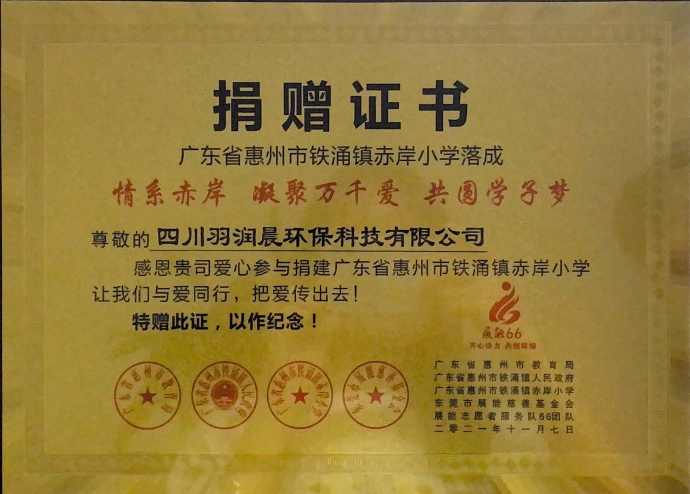 捐赠证书
广东省惠州市铁涌镇赤岸小学落成
情系赤岸 凝聚万千爱 共圆学子梦
尊敬的 四川羽润晨环保科技有限公司
感恩贵司爱心参与捐建广东省惠州市铁涌镇赤岸小学
让我们与爱同行，把爱传出去！
特赠此证，以作纪念！
展能66
齐心协力 共创辉煌
广东省惠州市教育局
广东省惠州市铁涌镇人民政府
广东省惠州市铁涌镇赤岸小学
东莞市展能慈善基金会
展能志愿者服务队66团队
二零二一年十一月七日
广东省惠州市教育局